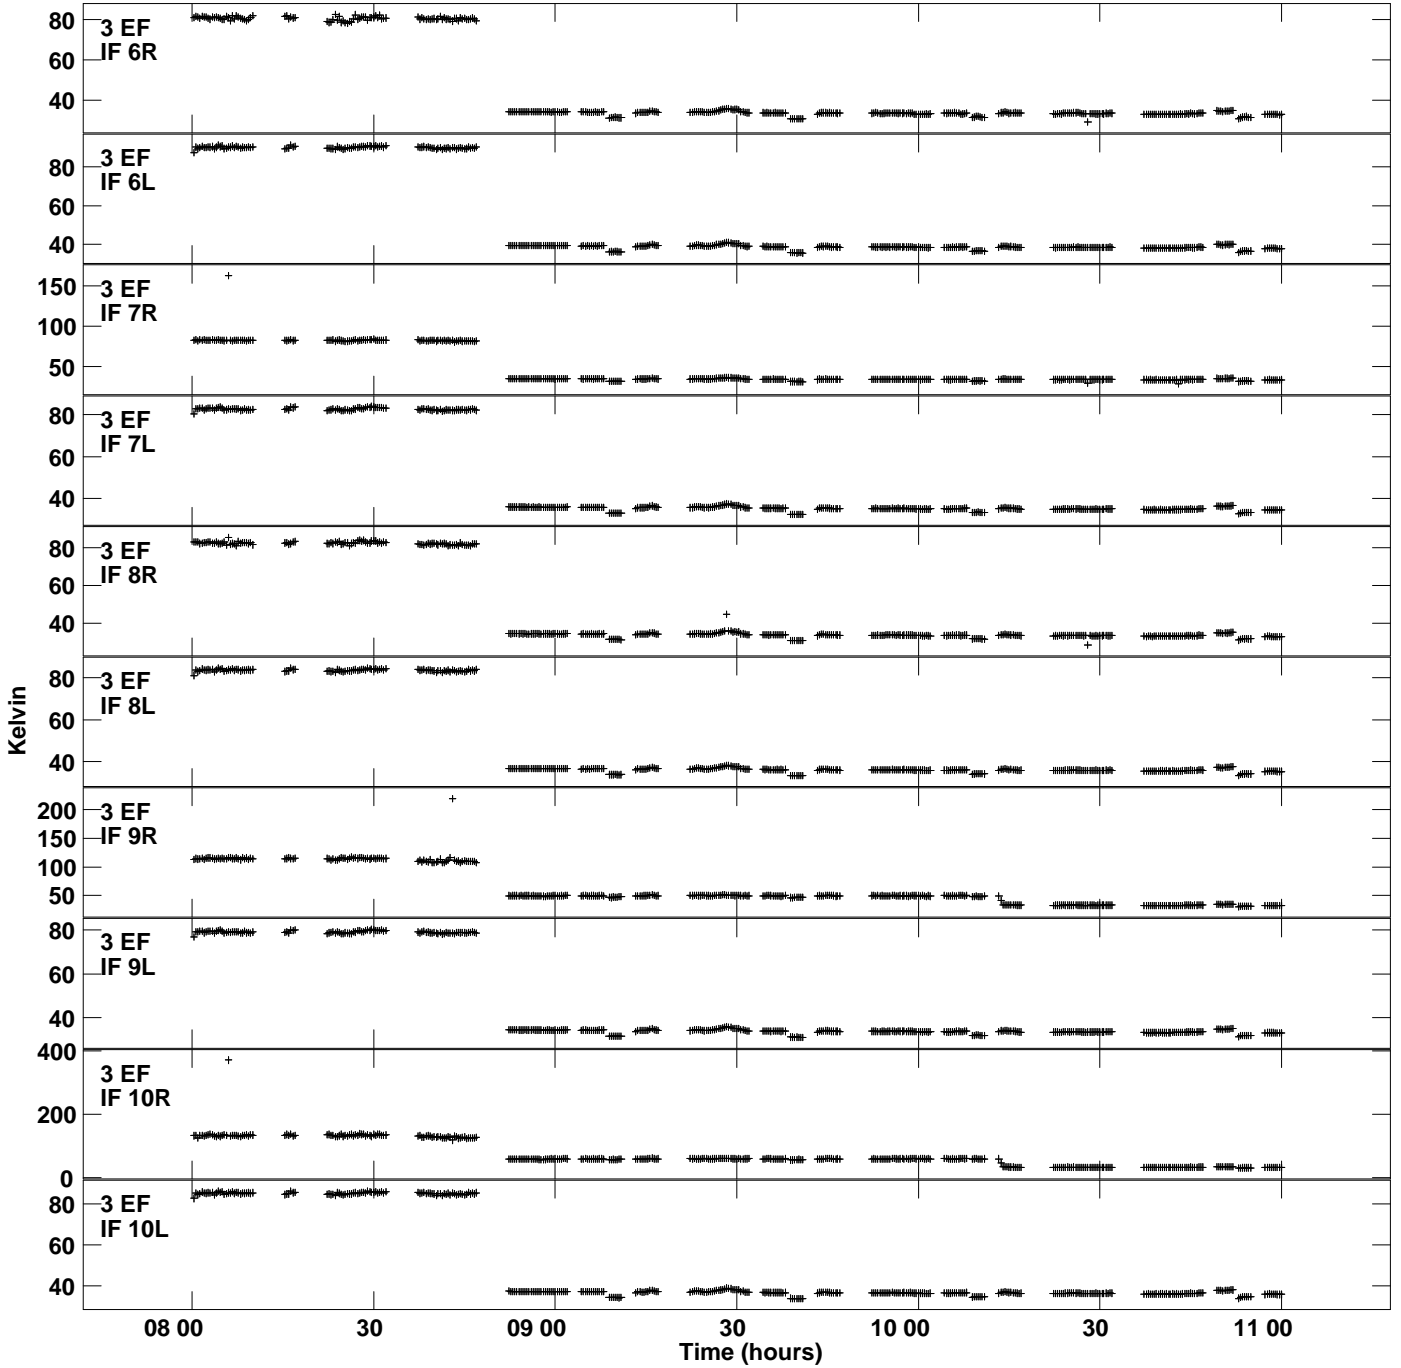 80
60
40
3 EF
IF 6R
80
60
40
3 EF
IF 6L
150
100
50
3 EF
IF 7R
80
60
40
3 EF
IF 7L
80
60
40
3 EF
IF 8R
80
60
40
3 EF
IF 8L
200
150
100
50
3 EF
IF 9R
80
60
40
3 EF
IF 9L
400
200
0
3 EF
IF 10R
80
60
40
3 EF
IF 10L
Kelvin
08 00 30 09 00 30 10 00 30 11 00
Time (hours)